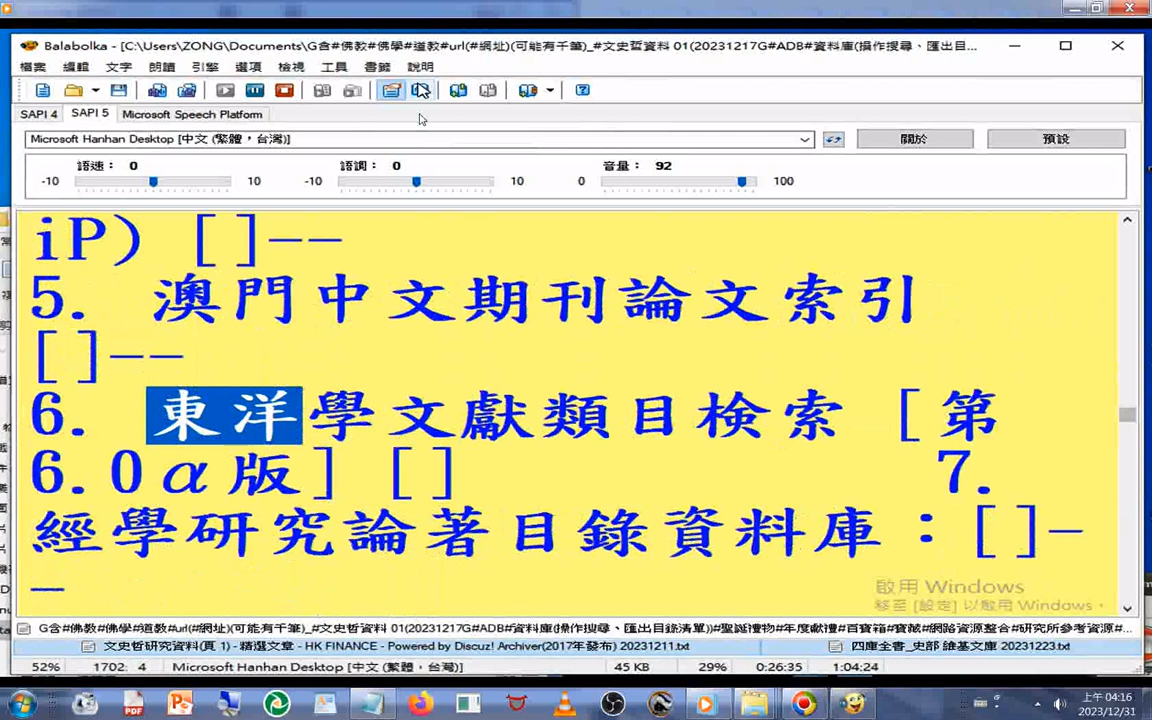 Balabolka - [C:\Users\ZONG\Documents\G含#佛教#佛學#道教#url(#網址)(可能有千筆)_#文史哲資料 01(20231217G#ADB#資料庫(操作搜尋、匯出目...
檔案 編輯 文字 朗讀 引擎 選項 檢視 工具 書籤 說明
SAPI 4 SAPI 5 Microsoft Speech Platform
Microsoft Hanhan Desktop [中文 (繁體，台灣)] 關於 預設
語速： 0 語調： 0 音量： 92
-10 10 -10 10 0 100
iP) []--
5. 澳門中文期刊論文索引
[]--
6. 東洋學文獻類目検索 [第
6.0α版] [] 7.
經學研究論著目錄資料庫：[]-
-
啟用 Windows
移至 [設定] 以啟用 Windows。
G含#佛教#佛學#道教#url(#網址)(可能有千筆)_#文史哲資料 01(20231217G#ADB#資料庫(操作搜尋、匯出目錄清單))#聖誕禮物#年度獻禮#百寶箱#寶藏#網路資源整合#研究所參考資源#...
文史哲研究資料(頁 1) - 精選文章 - HK FINANCE - Powered by Discuz! Archiver(2017年發布) 20231211.txt 四庫全書_史部 維基文庫 20231223.txt
52% 1702: 4 Microsoft Hanhan Desktop [中文 (繁體，台灣)] 45 KB 29% 0:26:35 1:04:24
上午 04:16
2023/12/31